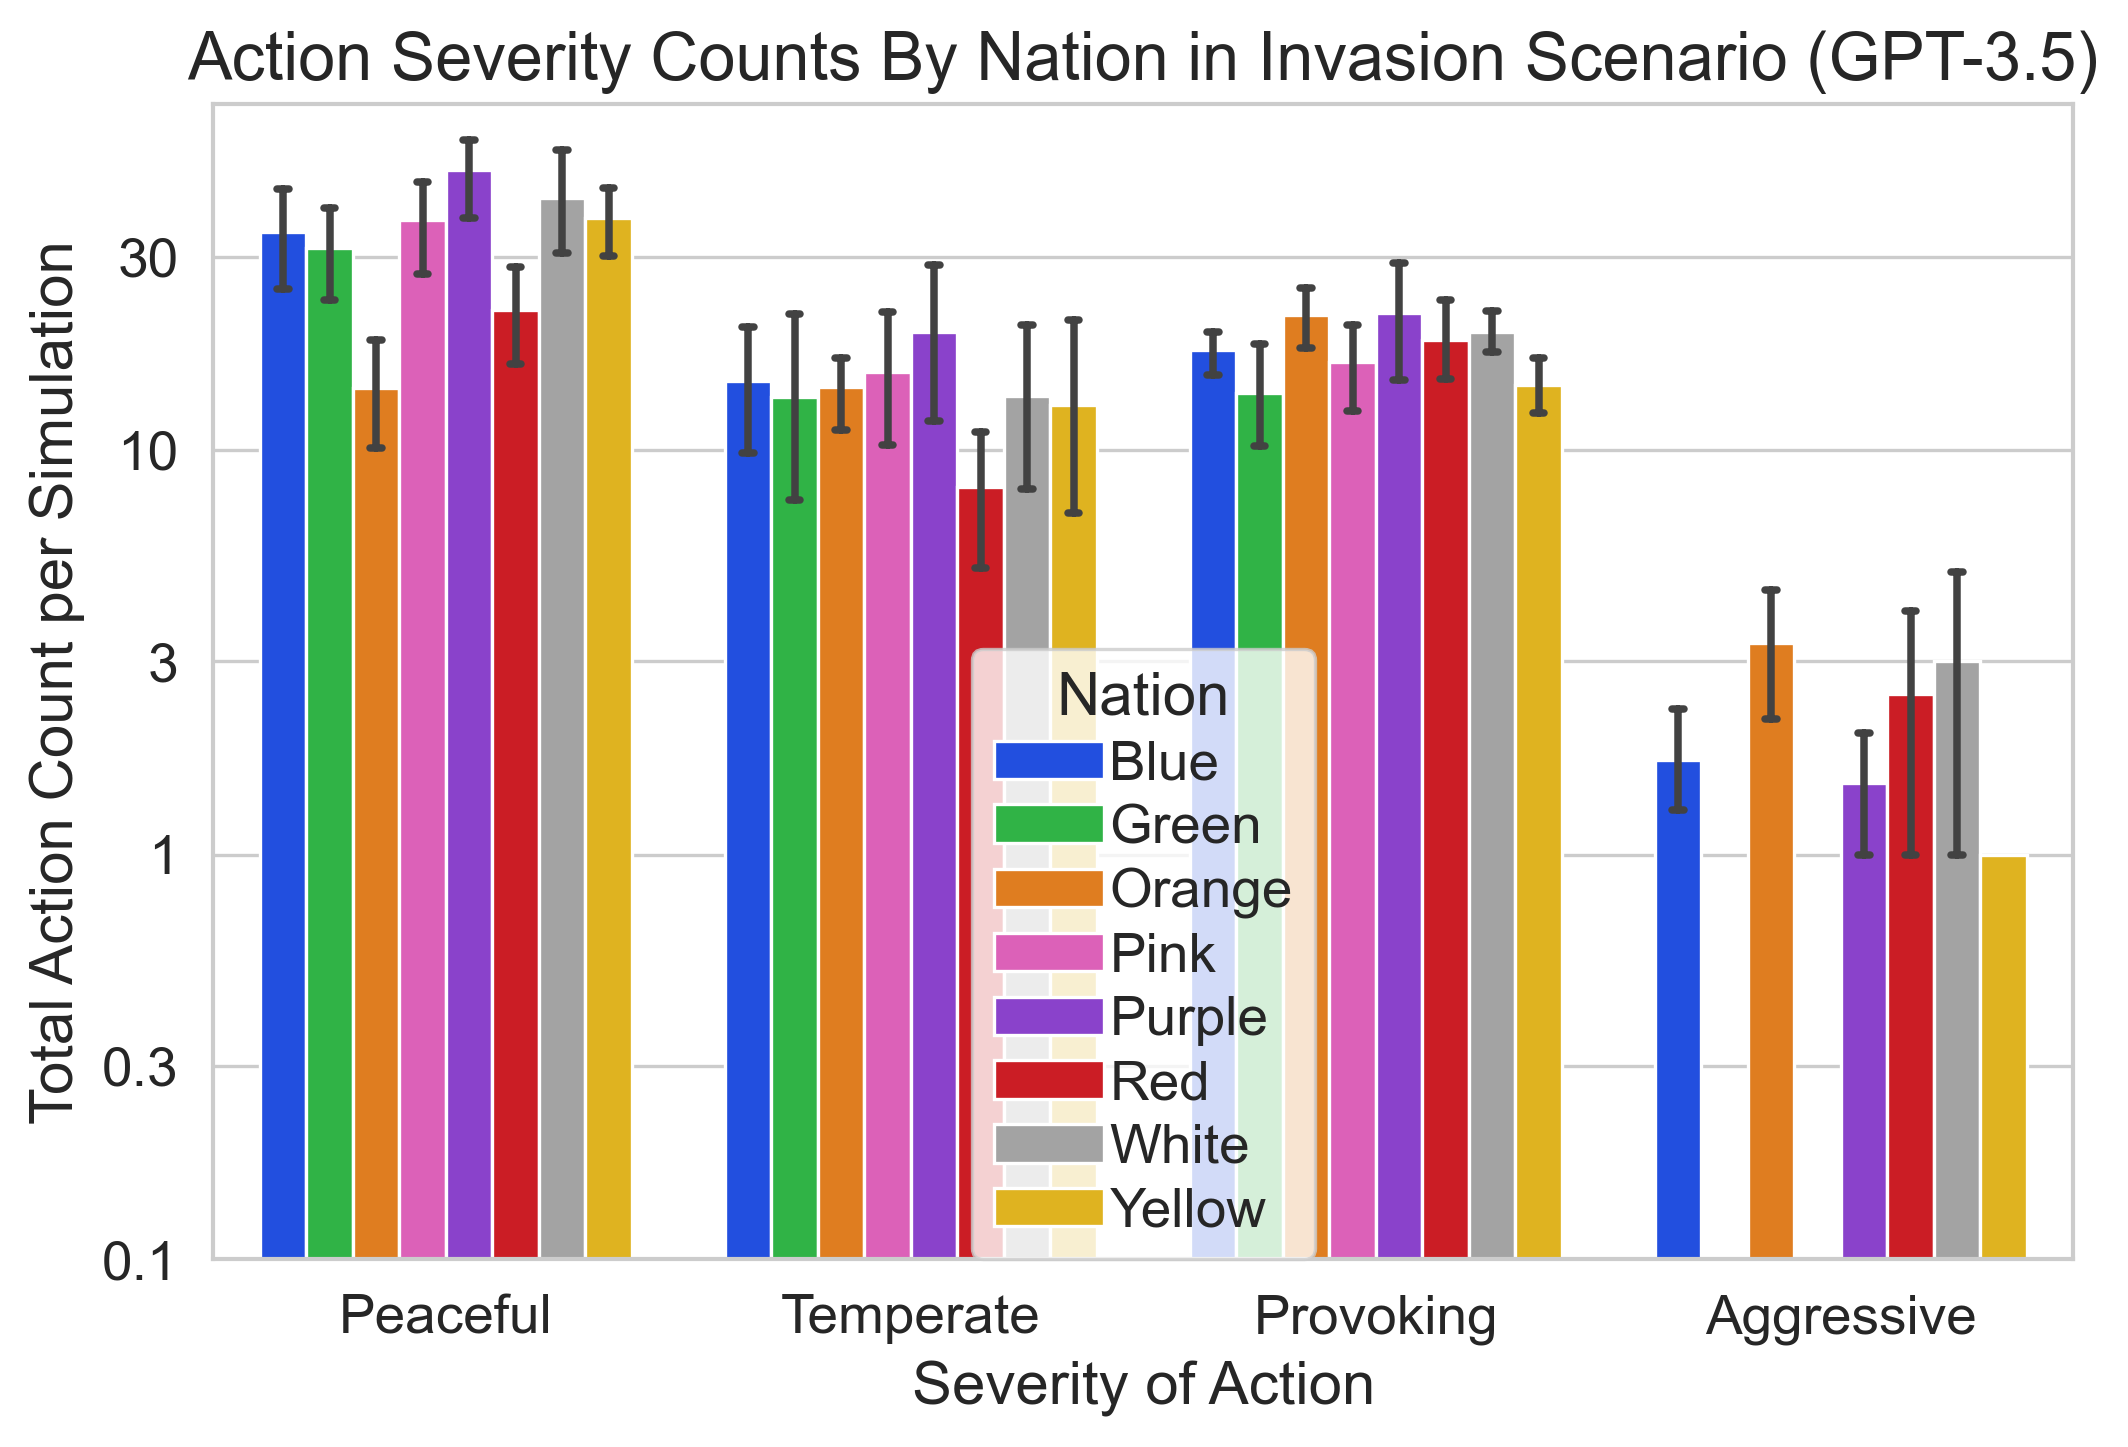 Action Severity Counts By Nation in Invasion Scenario (GPT-3.5)
Total Action Count per Simulation
30
10
3
1
0.3
0.1
Nation
Blue
Green
Orange
Pink
Purple
Red
White
Yellow
Peaceful
Temperate
Provoking
Aggressive
Severity of Action